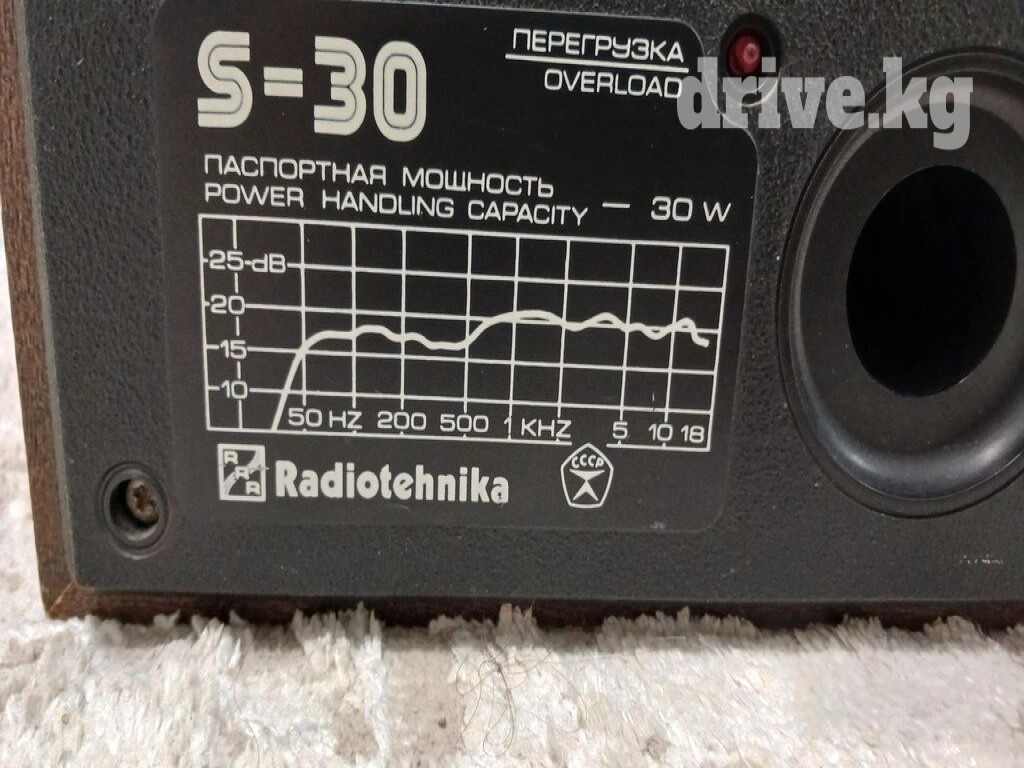 S-30
ПЕРЕГРУЗКА
OVERLOAD
drive.kg
ПАСПОРТНАЯ МОЩНОСТЬ
POWER HANDLING CAPACITY — 30 W
25-dB
20
15
10
50 HZ 200 500 1 KHZ 5 10 18
RRR Radiotehnika
СССР